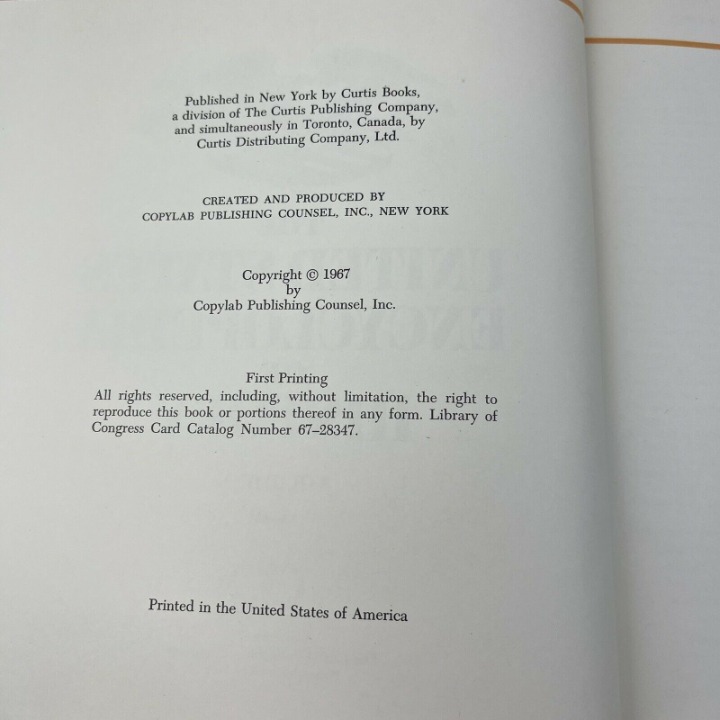 Published in New York by Curtis Books,
a division of The Curtis Publishing Company,
and simultaneously in Toronto, Canada, by
Curtis Distributing Company, Ltd.
CREATED AND PRODUCED BY
COPYLAB PUBLISHING COUNSEL, INC., NEW YORK
Copyright © 1967
by
Copylab Publishing Counsel, Inc.
First Printing
All rights reserved, including, without limitation, the right to
reproduce this book or portions thereof in any form. Library of
Congress Card Catalog Number 67–28347.
Printed in the United States of America